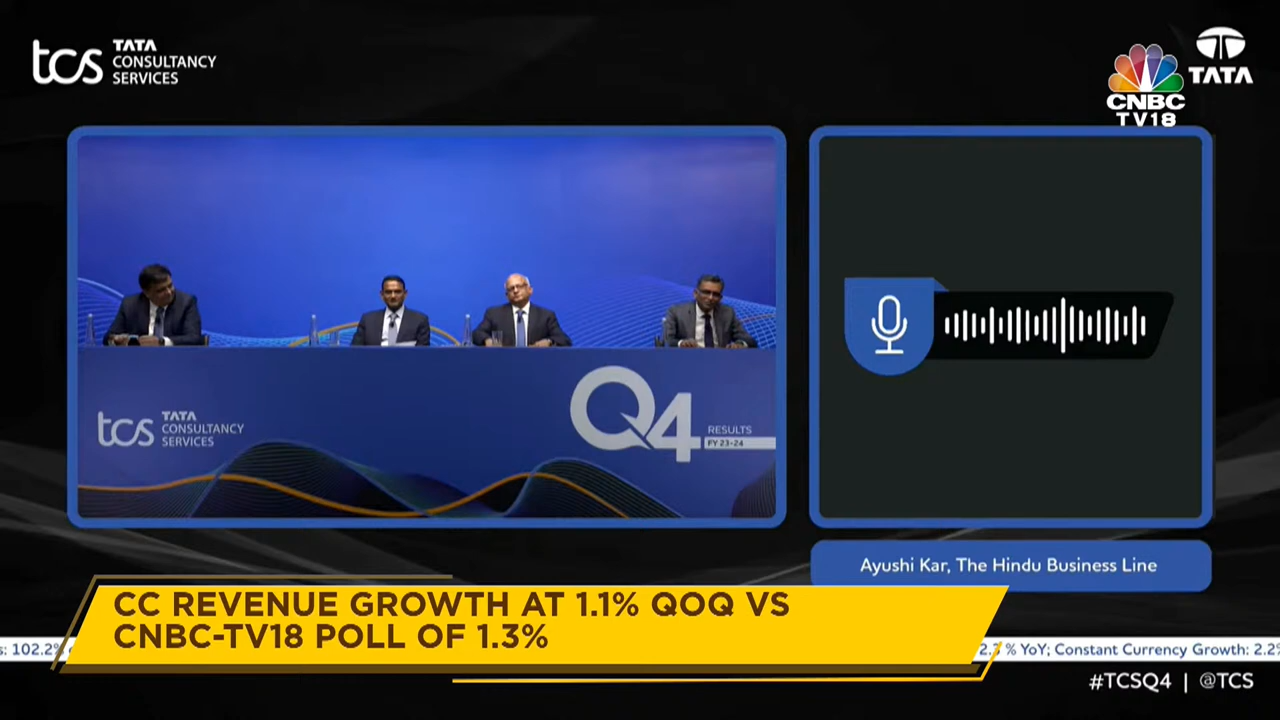 tcs
TATA
CONSULTANCY
SERVICES
CNBC
TV18
TATA
tcs
TATA
CONSULTANCY
SERVICES
Q4
RESULTS
FY 23-24
Ayushi Kar, The Hindu Business Line
CC REVENUE GROWTH AT 1.1% QOQ VS
CNBC-TV18 POLL OF 1.3%
102.2%
% YoY; Constant Currency Growth: 2.2%
#TCSQ4 | @TCS